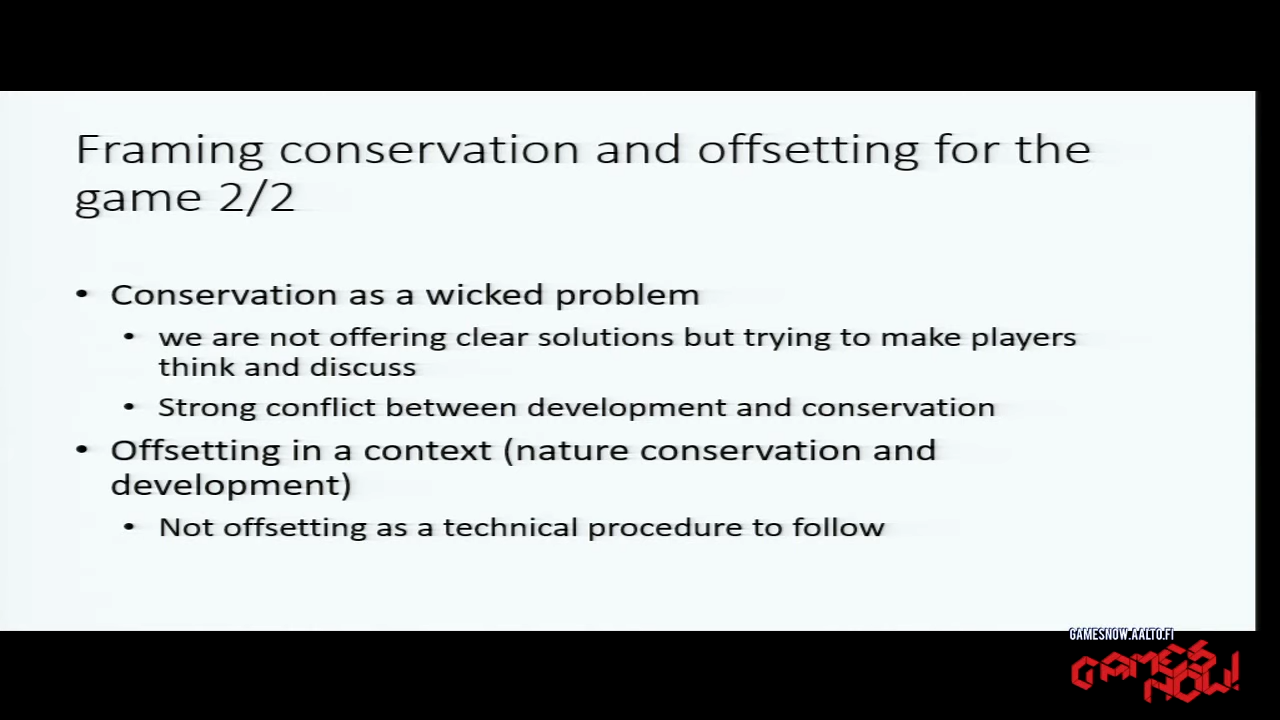 Framing conservation and offsetting for the
game 2/2
• Conservation as a wicked problem
• we are not offering clear solutions but trying to make players
think and discuss
• Strong conflict between development and conservation
• Offsetting in a context (nature conservation and
development)
• Not offsetting as a technical procedure to follow
GAMESNOW.AALTO.FI
GAMES
NOW!